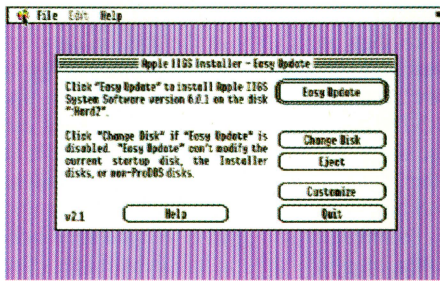 File Edit Help
Apple IIGS Installer - Easy Update
Click "Easy Update" to install Apple IIGS
System Software version 6.0.1 on the disk
":Hard2".
Easy Update
Click "Change Disk" if "Easy Update" is
disabled. "Easy Update" can't modify the
current startup disk, the Installer
disks, or non-ProDOS disks.
Change Disk
Eject
Customize
v2.1
Help
Quit